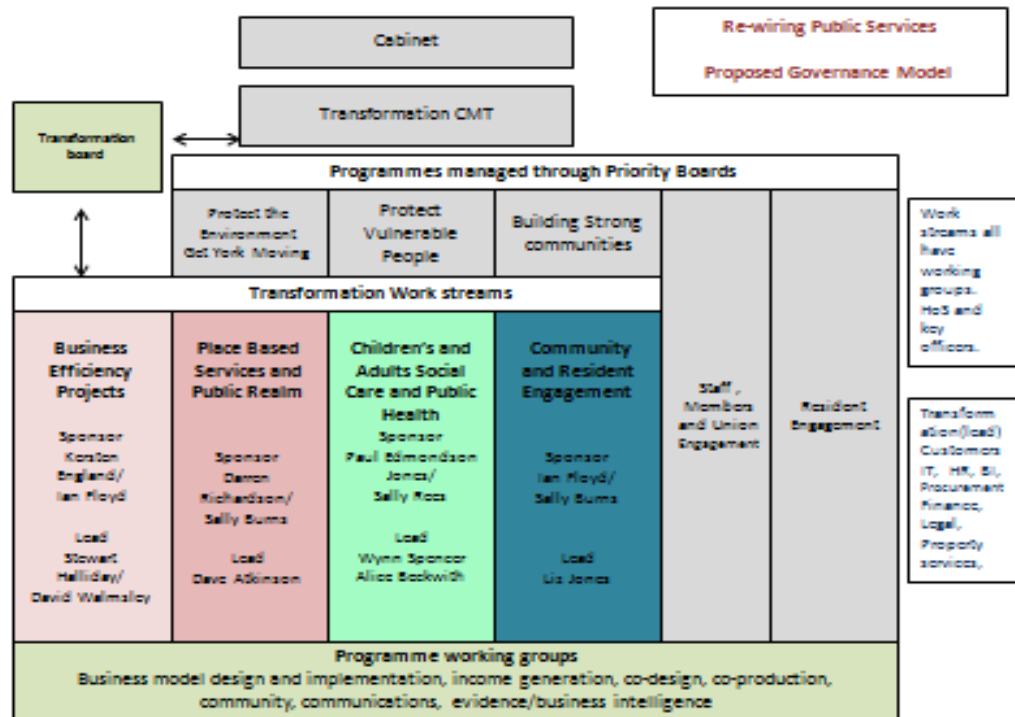 Cabinet
Re-wiring Public Services
Proposed Governance Model
Transformation CMT
Transformation
board
Programmes managed through Priority Boards
Protect the
Environment
Get York Moving
Protect
Vulnerable
People
Building Strong
communities
Work
streams all
have
working
groups.
HoS and
key
officers.
Transformation Work streams
Business
Efficiency
Projects
Sponsor
Kersten
England/
Ian Floyd
Lead
Stewart
Halliday/
David Walmsley
Place Based
Services and
Public Realm
Sponsor
Darren
Richardson/
Sally Burns
Lead
Dave Atkinson
Children's and
Adults Social
Care and Public
Health
Sponsor
Paul Edmondson
Jones/
Sally Rees
Lead
Wynn Spencer
Alice Beckwith
Community
and Resident
Engagement
Sponsor
Ian Floyd/
Sally Burns
Lead
Liz Jones
Staff ,
Members
and Union
Engagement
Resident
Engagement
Transform
ation(lead)
Customers
IT, HR, BI,
Procurement
Finance,
Legal,
Property
services,
Programme working groups
Business model design and implementation, income generation, co-design, co-production,
community, communications, evidence/business intelligence